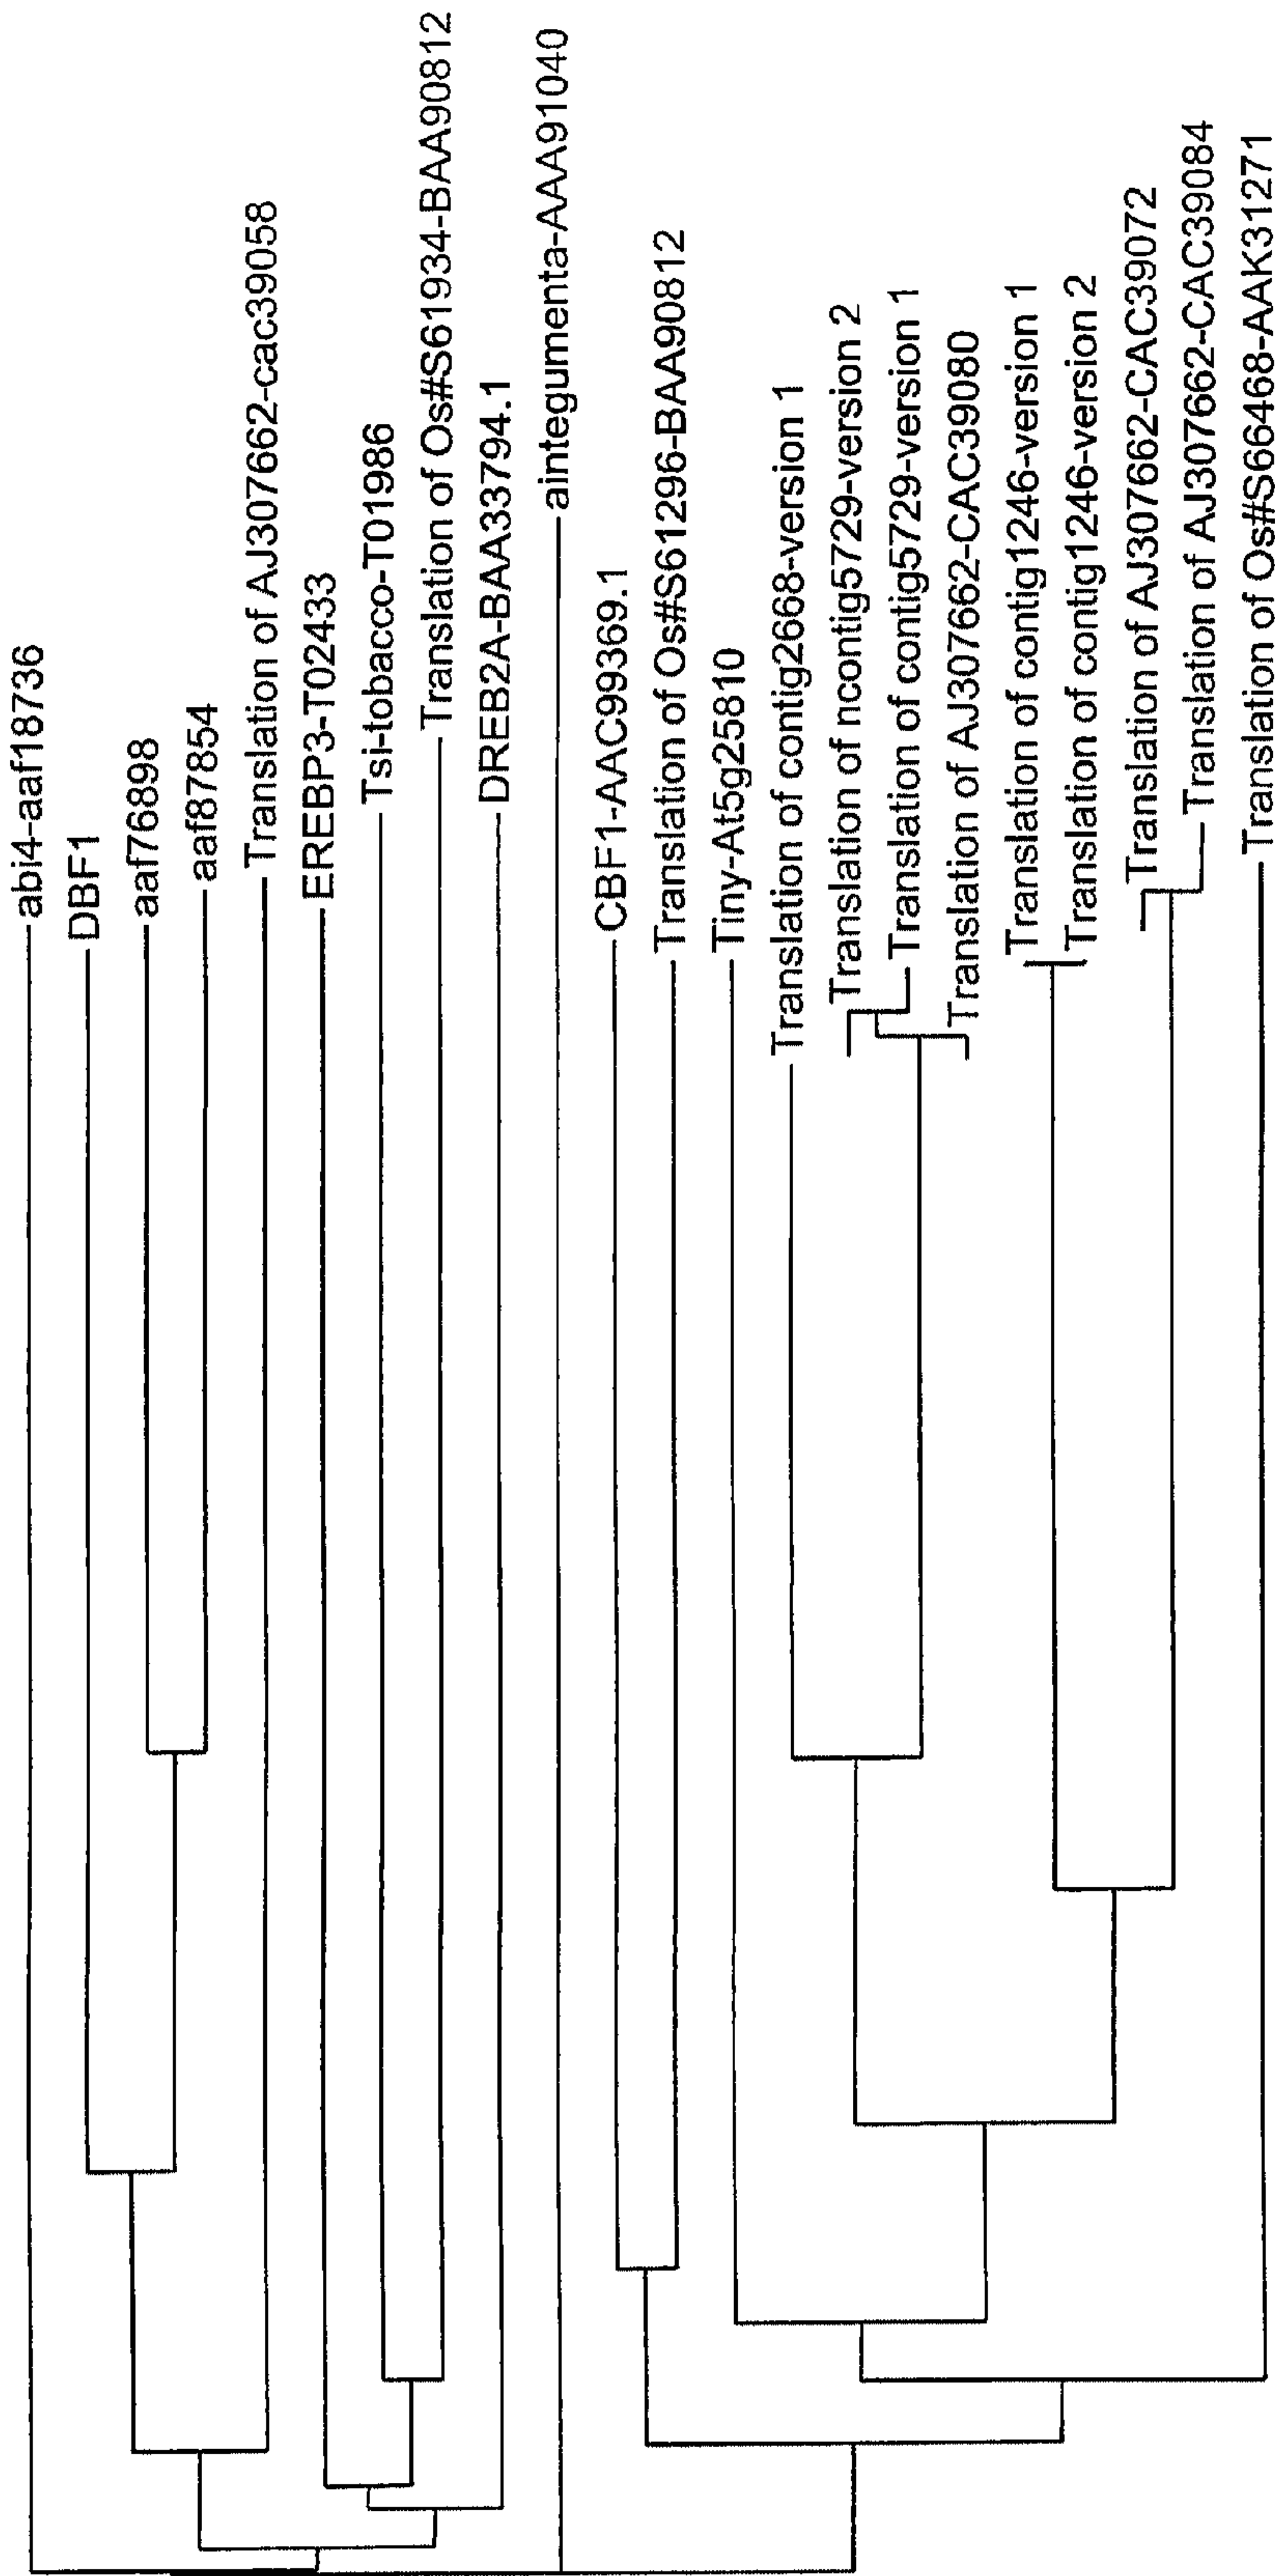 abi4-aaf18736
DBF1
aaf76898
aaf87854
Translation of AJ307662-cac39058
EREBP3-T02433
Tsi-tobacco-T01986
Translation of Os#S61934-BAA90812
DREB2A-BAA33794.1
aintegumenta-AAA91040
CBF1-AAC99369.1
Translation of Os#S61296-BAA90812
Tiny-At5g25810
Translation of contig2668-version 1
Translation of ncontig5729-version 2
Translation of contig5729-version 1
Translation of AJ307662-CAC39080
Translation of contig1246-version 1
Translation of contig1246-version 2
Translation of AJ307662-CAC39072
Translation of AJ307662-CAC39084
Translation of Os#S66468-AAK31271